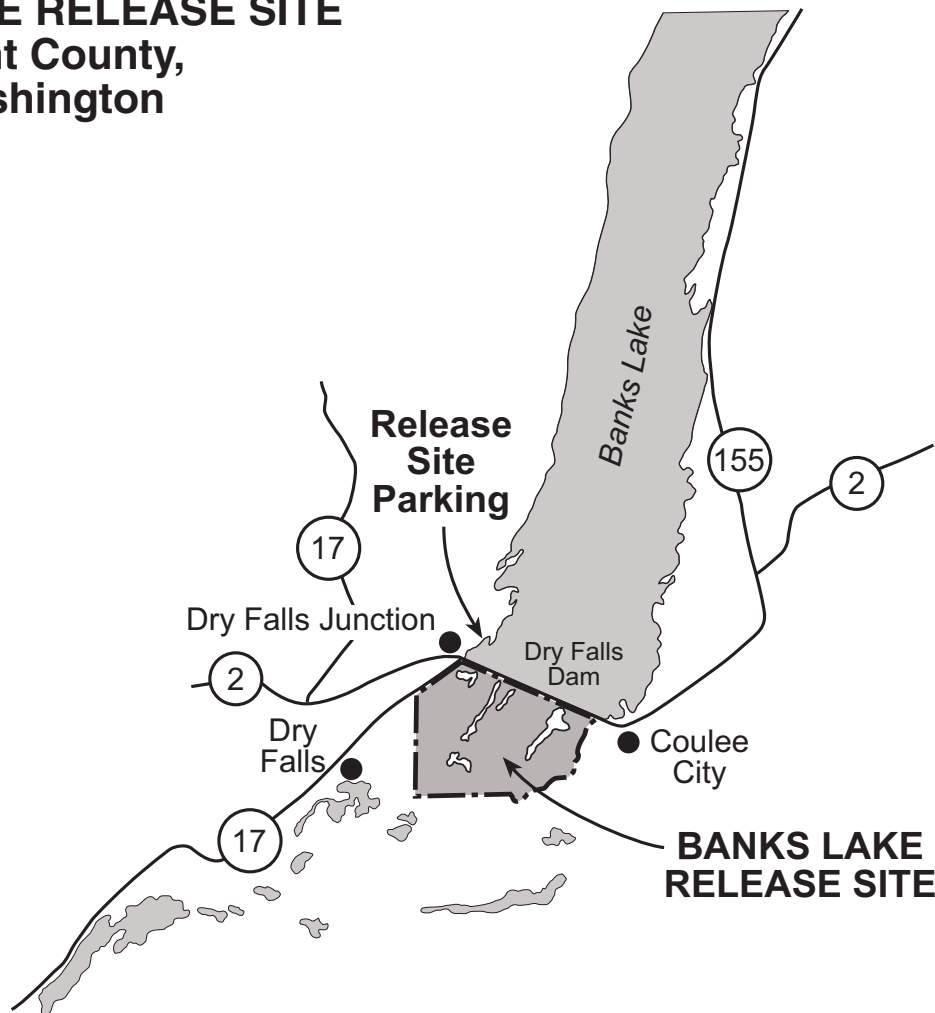 E RELEASE SITE
t County,
shington
Banks Lake
155
2
Release
Site
Parking
17
Dry Falls Junction
Dry Falls
Dam
2
Dry
Falls
Coulee
City
17
BANKS LAKE
RELEASE SITE